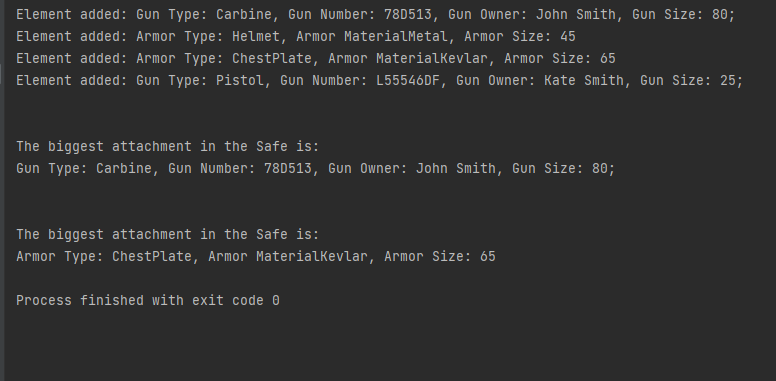 Element added: Gun Type: Carbine, Gun Number: 78D513, Gun Owner: John Smith, Gun Size: 80;
Element added: Armor Type: Helmet, Armor MaterialMetal, Armor Size: 45
Element added: Armor Type: ChestPlate, Armor MaterialKevlar, Armor Size: 65
Element added: Gun Type: Pistol, Gun Number: L55546DF, Gun Owner: Kate Smith, Gun Size: 25;
The biggest attachment in the Safe is:
Gun Type: Carbine, Gun Number: 78D513, Gun Owner: John Smith, Gun Size: 80;
The biggest attachment in the Safe is:
Armor Type: ChestPlate, Armor MaterialKevlar, Armor Size: 65
Process finished with exit code 0